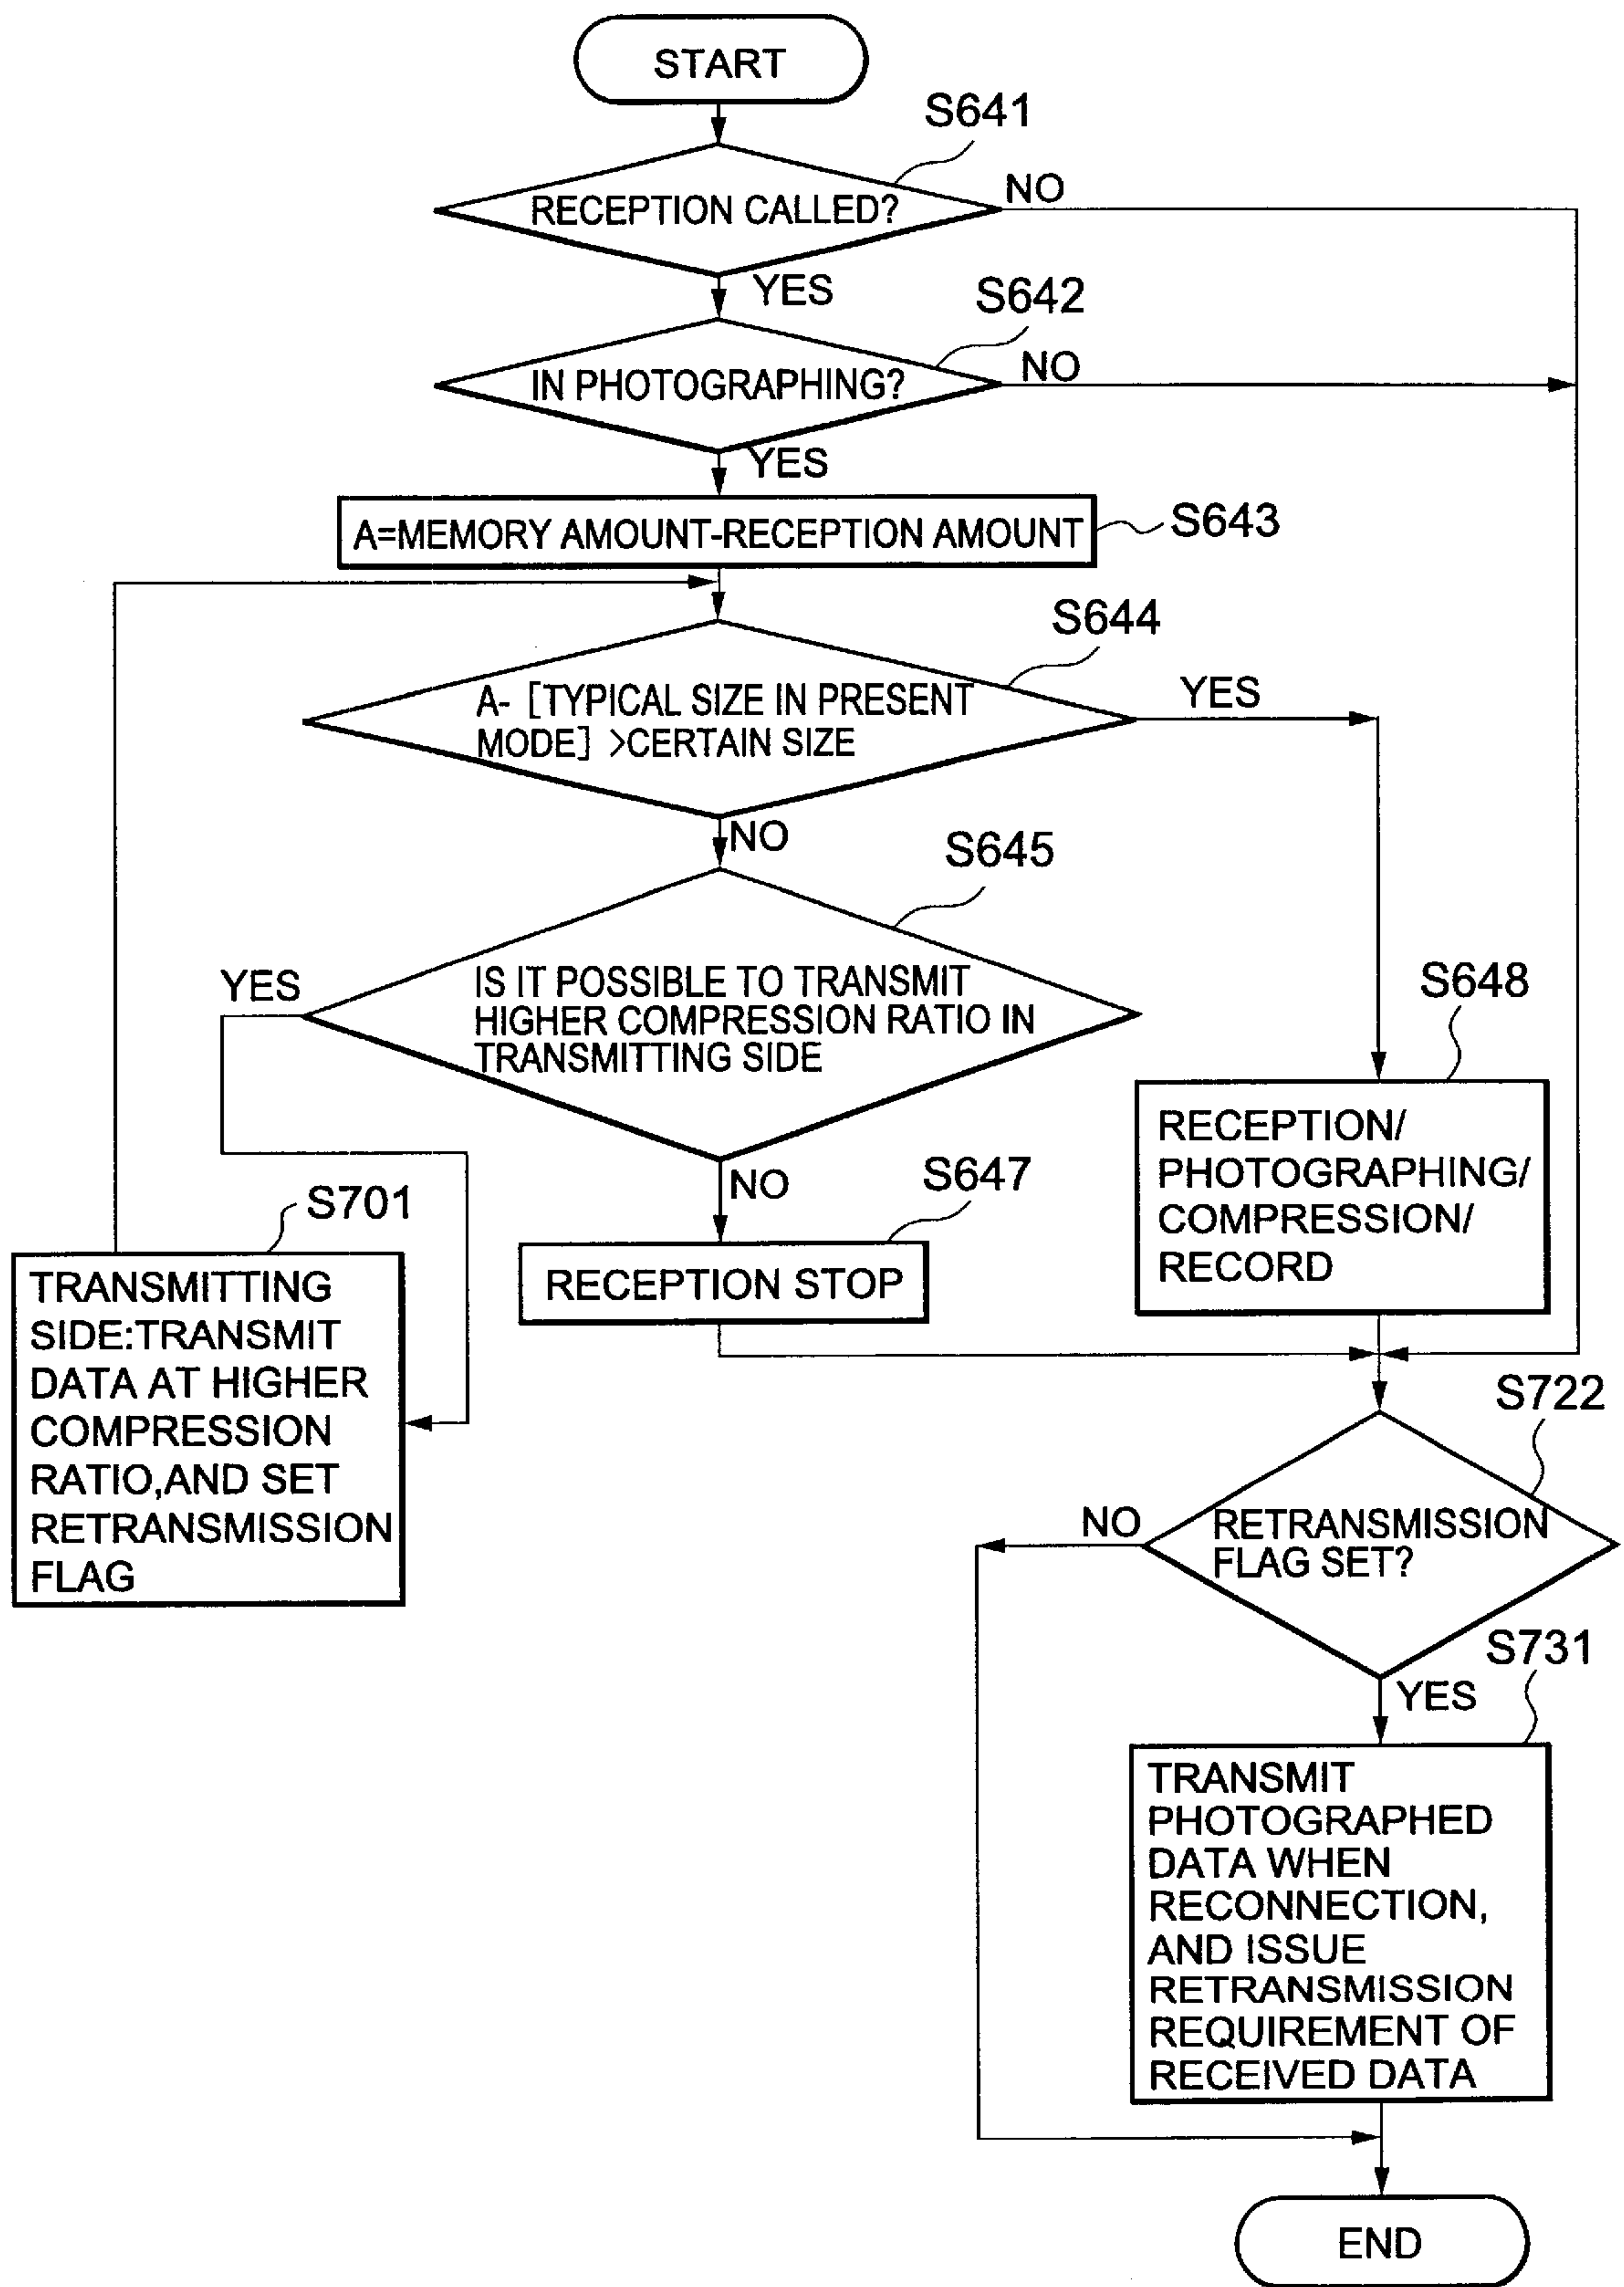 START
S641
RECEPTION CALLED?
NO
YES
S642
IN PHOTOGRAPHING?
NO
YES
A=MEMORY AMOUNT-RECEPTION AMOUNT
S643
S644
A- [TYPICAL SIZE IN PRESENT
MODE] >CERTAIN SIZE
YES
NO
S645
IS IT POSSIBLE TO TRANSMIT
HIGHER COMPRESSION RATIO IN
TRANSMITTING SIDE
YES
NO
S648
RECEPTION/
PHOTOGRAPHING/
COMPRESSION/
RECORD
S647
RECEPTION STOP
S701
TRANSMITTING
SIDE:TRANSMIT
DATA AT HIGHER
COMPRESSION
RATIO,AND SET
RETRANSMISSION
FLAG
S722
RETRANSMISSION
FLAG SET?
NO
YES
S731
TRANSMIT
PHOTOGRAPHED
DATA WHEN
RECONNECTION,
AND ISSUE
RETRANSMISSION
REQUIREMENT OF
RECEIVED DATA
END